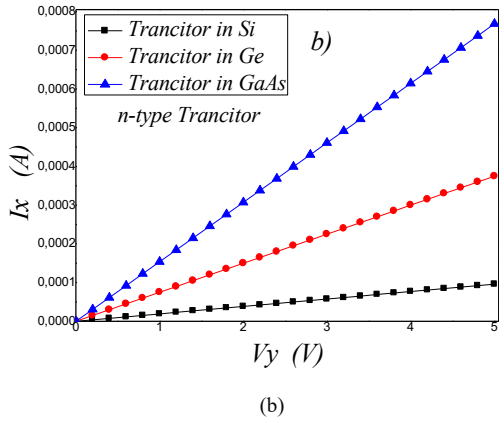 0,0008
0,0007
0,0006
0,0005
0,0004
0,0003
0,0002
0,0001
0,0000
Ix (A)
Trancitor in Si
Trancitor in Ge
Trancitor in GaAs
n-type Trancitor
b)
0 1 2 3 4 5
Vy (V)
(b)